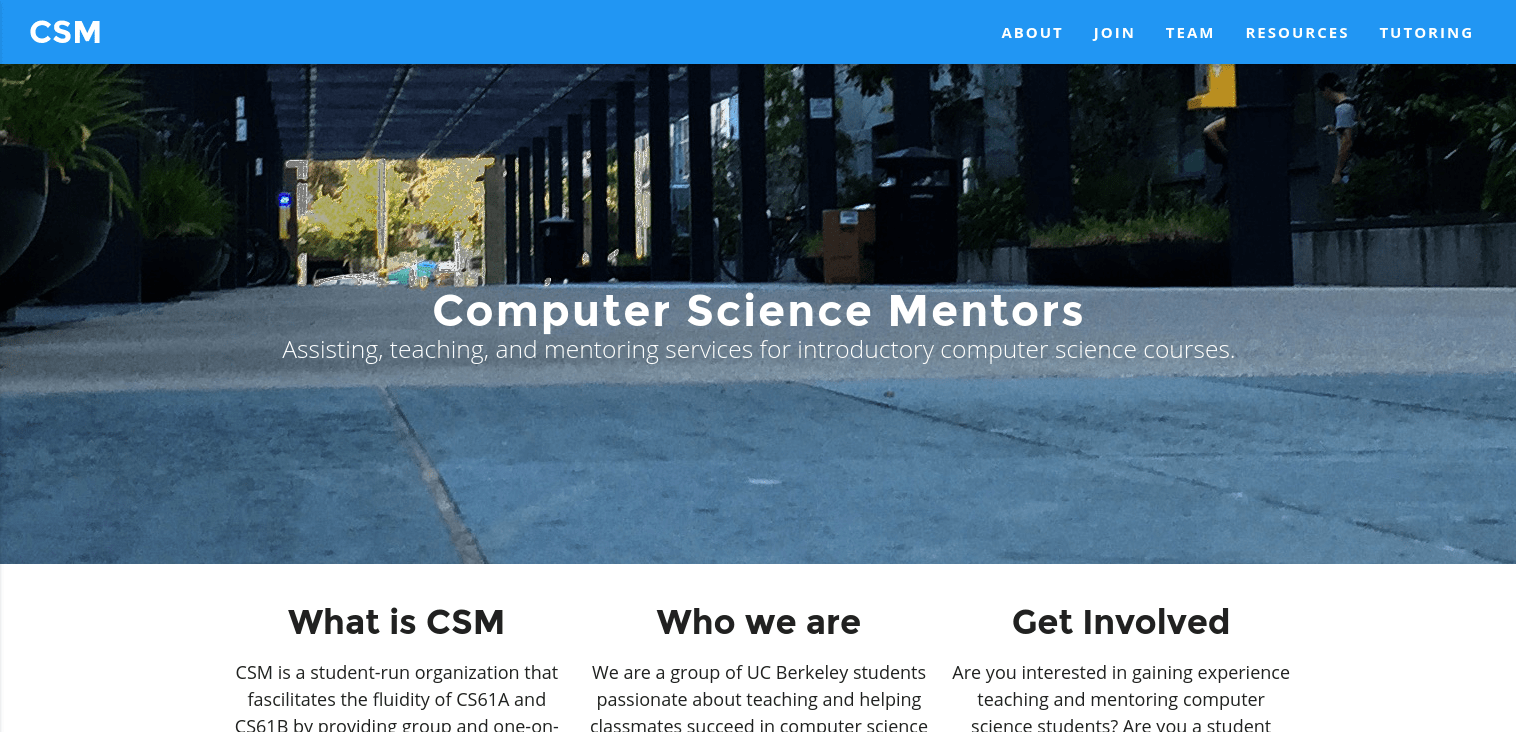 CSM
ABOUT JOIN TEAM RESOURCES TUTORING
Computer Science Mentors
Assisting, teaching, and mentoring services for introductory computer science courses.
What is CSM
CSM is a student-run organization that
fascilitates the fluidity of CS61A and
CS61B by providing group and one-on-
Who we are
We are a group of UC Berkeley students
passionate about teaching and helping
classmates succeed in computer science
Get Involved
Are you interested in gaining experience
teaching and mentoring computer
science students? Are you a student